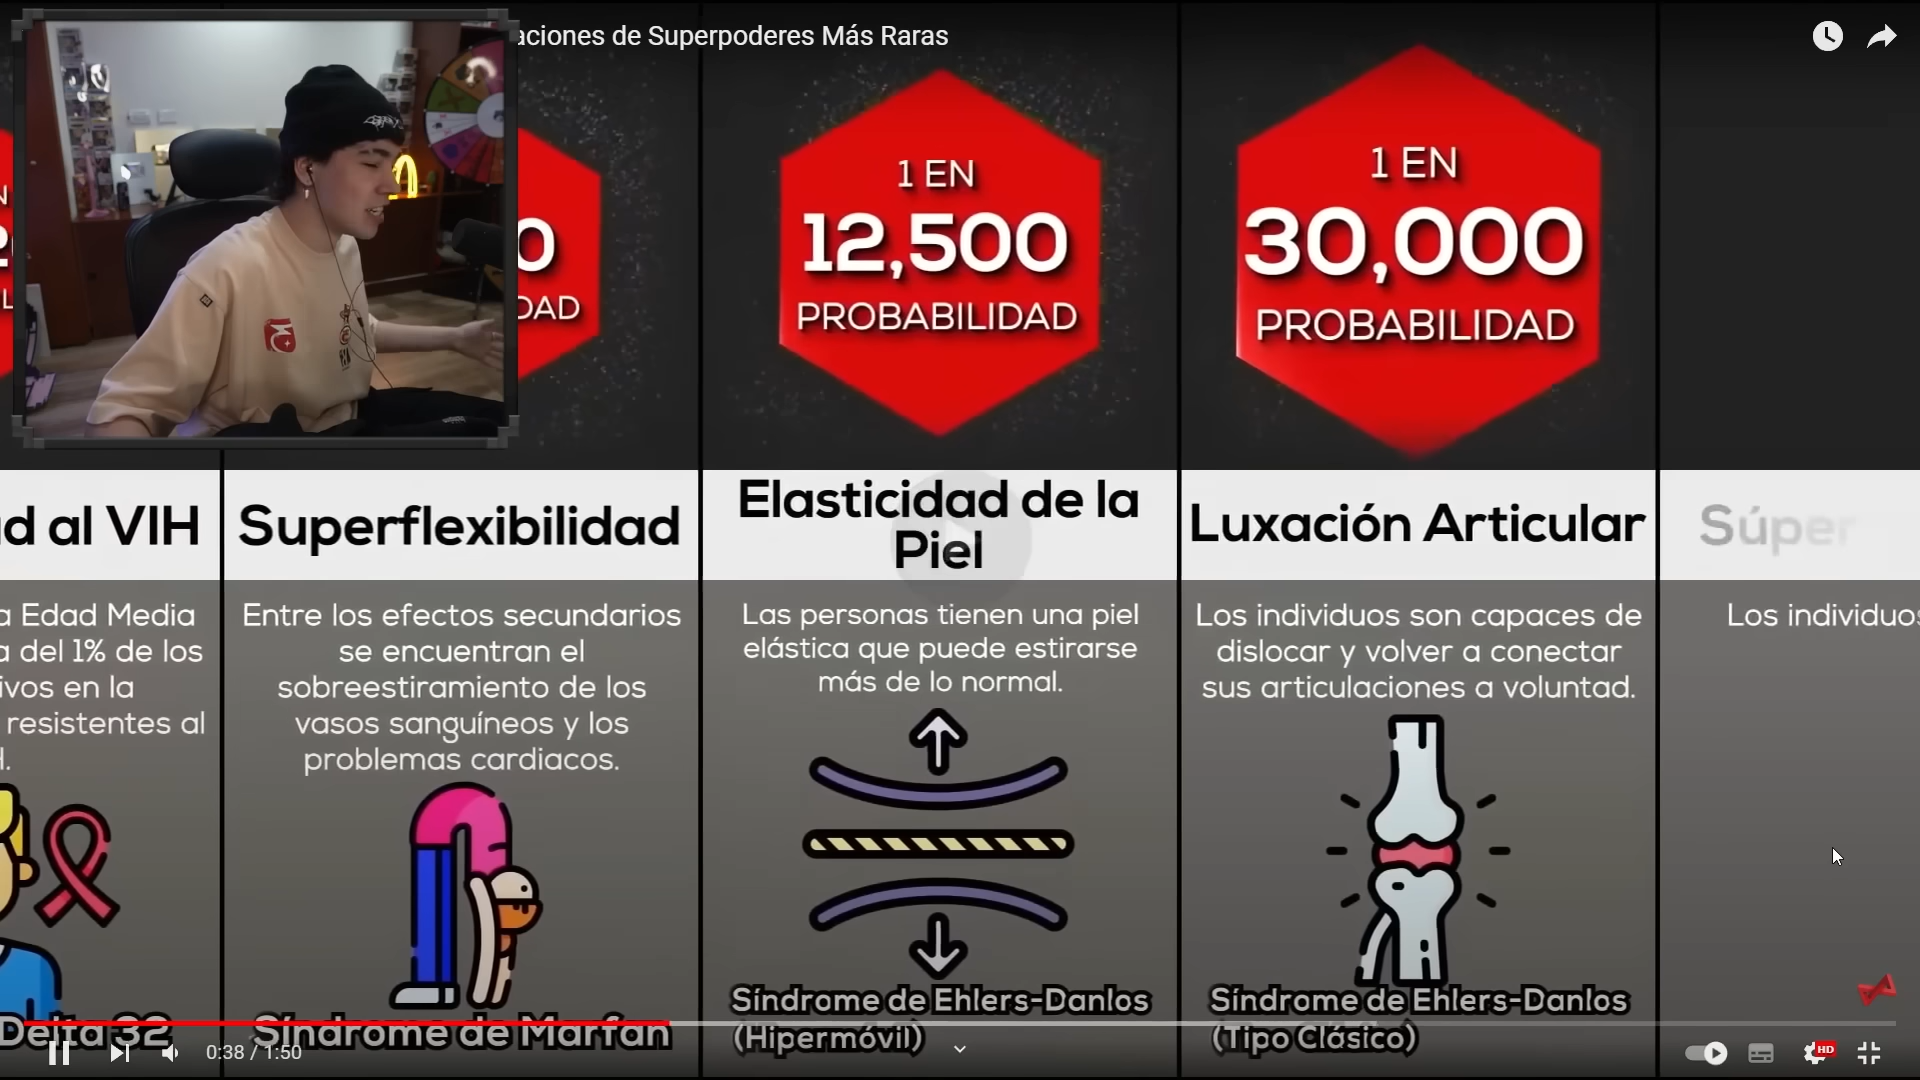 aciones de Superpoderes Más Raras
0
DAD
1 EN
12,500
PROBABILIDAD
1 EN
30,000
PROBABILIDAD
d al VIH
Superflexibilidad
Elasticidad de la
Piel
Luxación Articular
Súper
a Edad Media
a del 1% de los
ivos en la
resistentes al
Entre los efectos secundarios
se encuentran el
sobreestiramiento de los
vasos sanguíneos y los
problemas cardiacos.
Las personas tienen una piel
elástica que puede estirarse
más de lo normal.
Los individuos son capaces de
dislocar y volver a conectar
sus articulaciones a voluntad.
Los individuos
Delta 32
Síndrome de Marfan
Síndrome de Ehlers-Danlos
(Hipermóvil)
Síndrome de Ehlers-Danlos
(Tipo Clásico)
0:38 / 1:50
HD